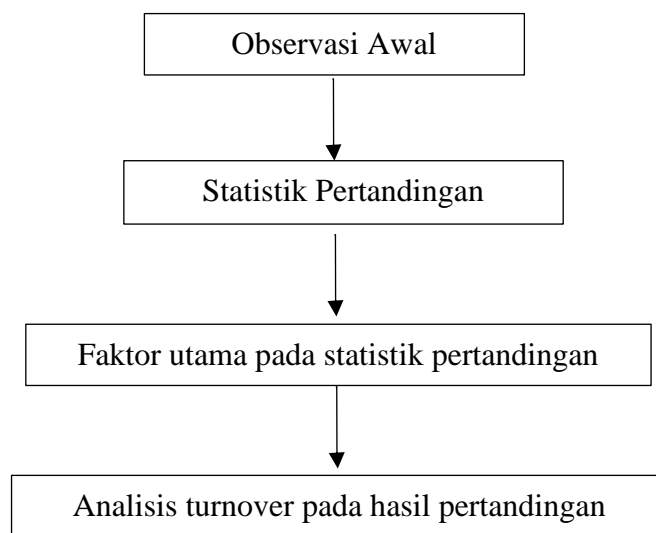 Observasi Awal
Statistik Pertandingan
Faktor utama pada statistik pertandingan
Analisis turnover pada hasil pertandingan